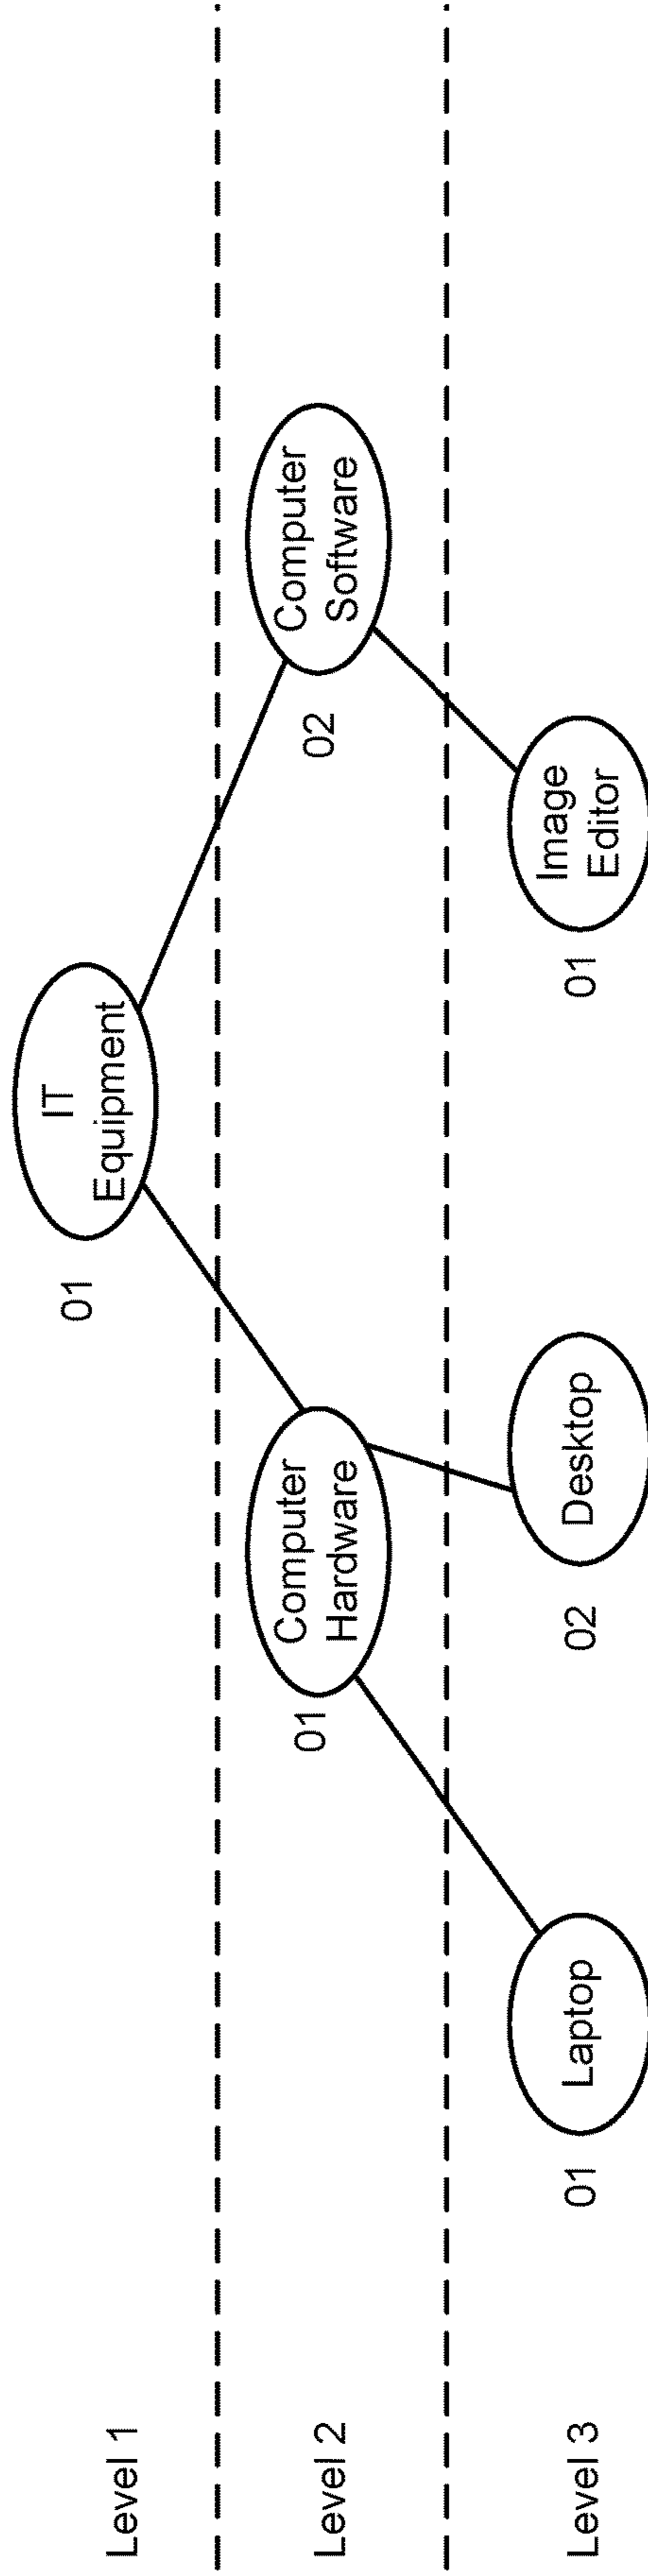 Level 1
01
IT
Equipment
Level 2
01
Computer
Hardware
02
Computer
Software
Level 3
01
Laptop
02
Desktop
01
Image
Editor